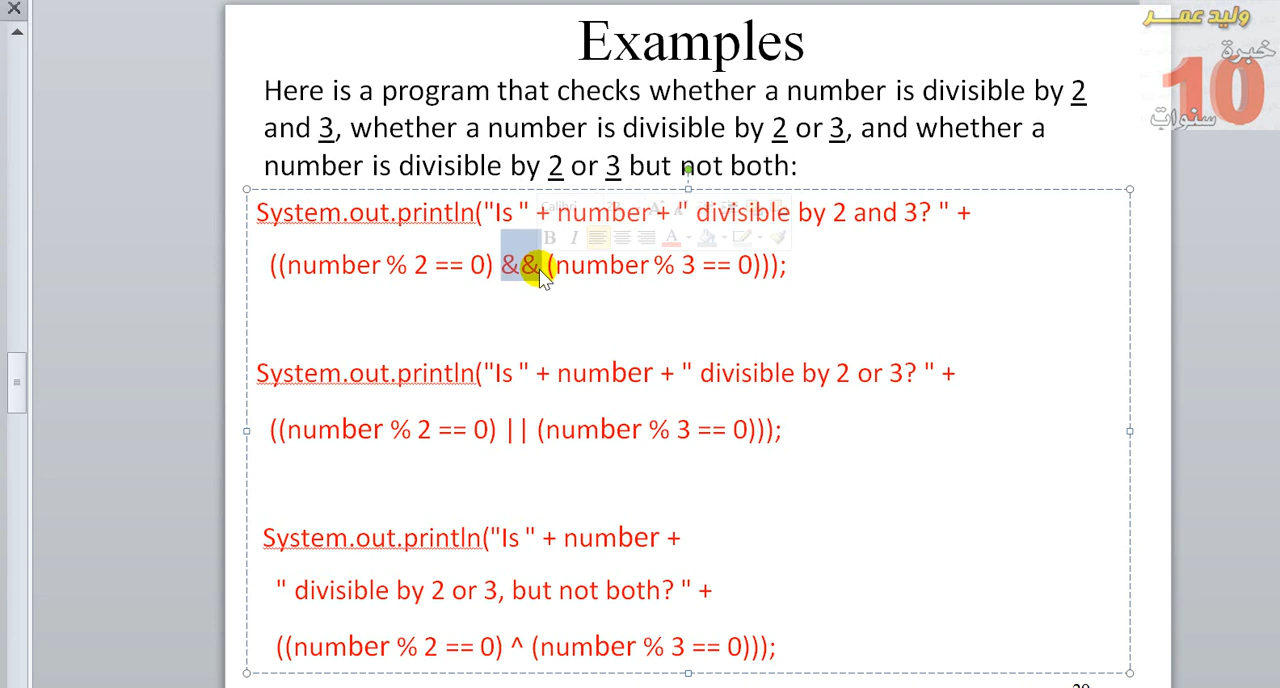 وليد عمر
خبرة
10
سنوات
Examples
Here is a program that checks whether a number is divisible by 2
and 3, whether a number is divisible by 2 or 3, and whether a
number is divisible by 2 or 3 but not both:
System.out.println("Is " + number + " divisible by 2 and 3? " +
((number % 2 == 0) && (number % 3 == 0)));
System.out.println("Is " + number + " divisible by 2 or 3? " +
((number % 2 == 0) || (number % 3 == 0)));
System.out.println("Is " + number +
" divisible by 2 or 3, but not both? " +
((number % 2 == 0) ^ (number % 3 == 0)));